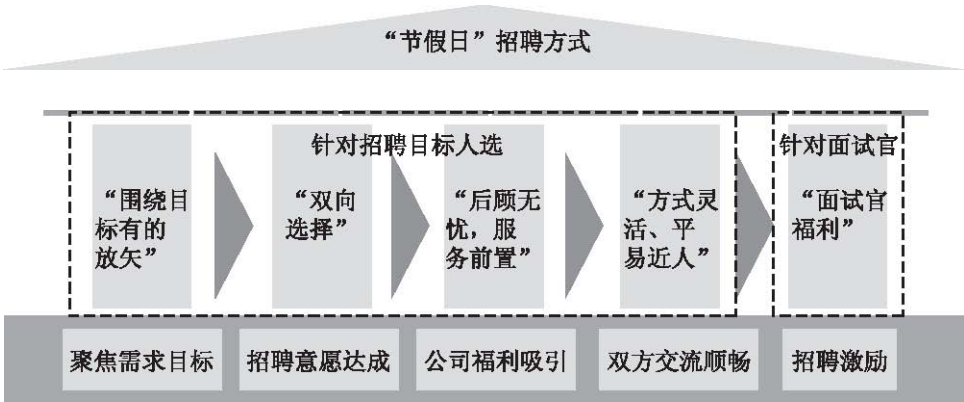 “节假日”招聘方式
针对招聘目标人选
针对面试官
“围绕目
标有的
放矢”
“双向
选择”
“后顾无
忧，服
务前置”
“方式灵
活、平
易近人”
“面试官
福利”
聚焦需求目标
招聘意愿达成
公司福利吸引
双方交流顺畅
招聘激励